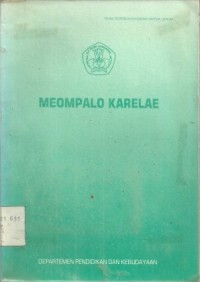 MEOMPALO KARELAE
DEPARTEMEN PENDIDIKAN DAN KEBUDAYAAN